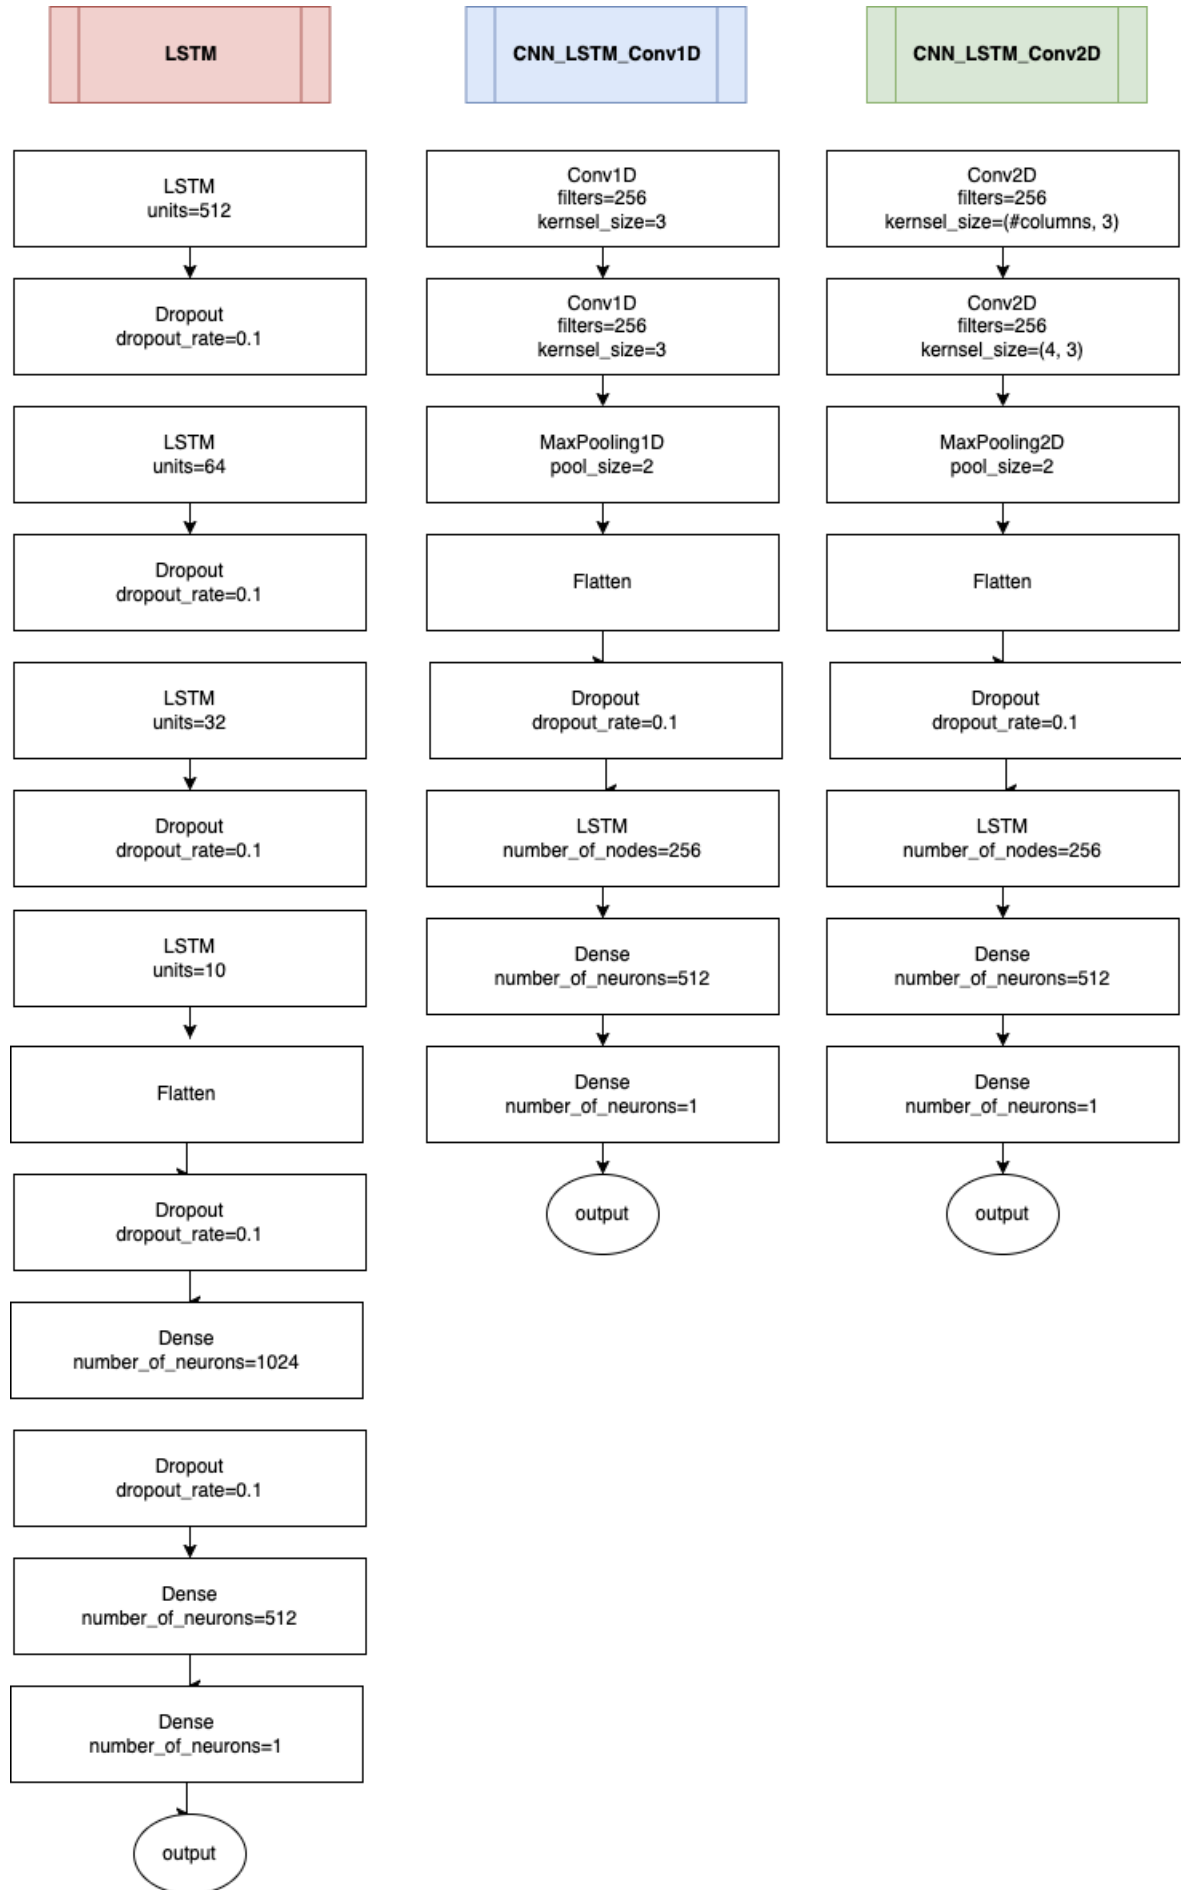 LSTM
LSTM
units=512
Dropout
dropout_rate=0.1
LSTM
units=64
Dropout
dropout_rate=0.1
LSTM
units=32
Dropout
dropout_rate=0.1
LSTM
units=10
Flatten
Dropout
dropout_rate=0.1
Dense
number_of_neurons=1024
Dropout
dropout_rate=0.1
Dense
number_of_neurons=512
Dense
number_of_neurons=1
output
CNN_LSTM_Conv1D
Conv1D
filters=256
kernsel_size=3
Conv1D
filters=256
kernsel_size=3
MaxPooling1D
pool_size=2
Flatten
Dropout
dropout_rate=0.1
LSTM
number_of_nodes=256
Dense
number_of_neurons=512
Dense
number_of_neurons=1
output
CNN_LSTM_Conv2D
Conv2D
filters=256
kernsel_size=(#columns, 3)
Conv2D
filters=256
kernsel_size=(4, 3)
MaxPooling2D
pool_size=2
Flatten
Dropout
dropout_rate=0.1
LSTM
number_of_nodes=256
Dense
number_of_neurons=512
Dense
number_of_neurons=1
output